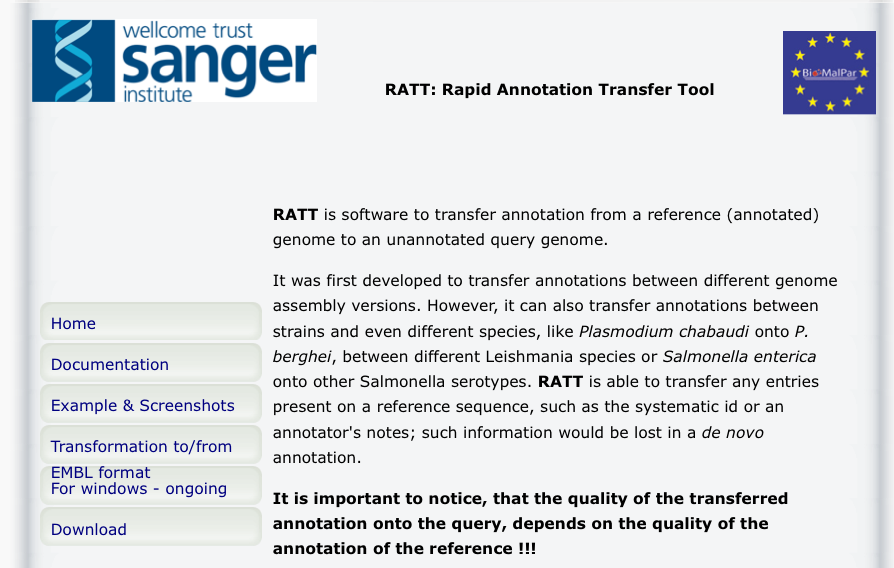 wellcome trust
sanger
institute
RATT: Rapid Annotation Transfer Tool
BioMalPar
RATT is software to transfer annotation from a reference (annotated)
genome to an unannotated query genome.
It was first developed to transfer annotations between different genome
assembly versions. However, it can also transfer annotations between
strains and even different species, like Plasmodium chabaudi onto P.
berghei, between different Leishmania species or Salmonella enterica
onto other Salmonella serotypes. RATT is able to transfer any entries
present on a reference sequence, such as the systematic id or an
annotator's notes; such information would be lost in a de novo
annotation.
It is important to notice, that the quality of the transferred
annotation onto the query, depends on the quality of the
annotation of the reference !!!
Home
Documentation
Example & Screenshots
Transformation to/from
EMBL format
For windows - ongoing
Download